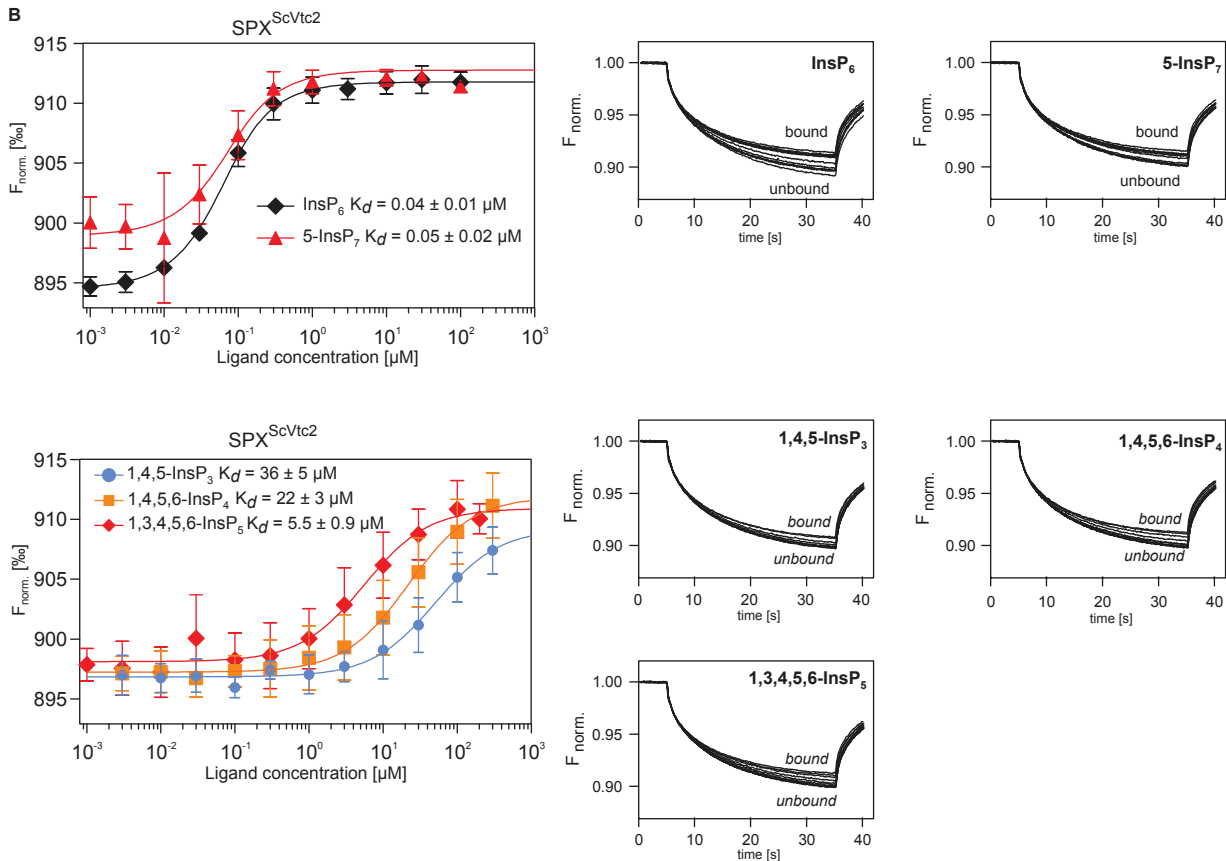 B
SPX^ScVtc2
915
910
905
900
895
F_norm. [‰]
InsP6 Kd = 0.04 ± 0.01 µM
5-InsP7 Kd = 0.05 ± 0.02 µM
10^-3 10^-2 10^-1 10^0 10^1 10^2 10^3
Ligand concentration [µM]
InsP6
1.00
0.95
0.90
F norm.
bound
unbound
0 10 20 30 40
time [s]
5-InsP7
1.00
0.95
0.90
F norm.
bound
unbound
0 10 20 30 40
time [s]
SPX^ScVtc2
915
910
905
900
895
F_norm. [‰]
1,4,5-InsP3 Kd = 36 ± 5 µM
1,4,5,6-InsP4 Kd = 22 ± 3 µM
1,3,4,5,6-InsP5 Kd = 5.5 ± 0.9 µM
10^-3 10^-2 10^-1 10^0 10^1 10^2 10^3
Ligand concentration [µM]
1,4,5-InsP3
1.00
0.95
0.90
F norm.
bound
unbound
0 10 20 30 40
time [s]
1,4,5,6-InsP4
1.00
0.95
0.90
F norm.
bound
unbound
0 10 20 30 40
time [s]
1,3,4,5,6-InsP5
1.00
0.95
0.90
F norm.
bound
unbound
0 10 20 30 40
time [s]